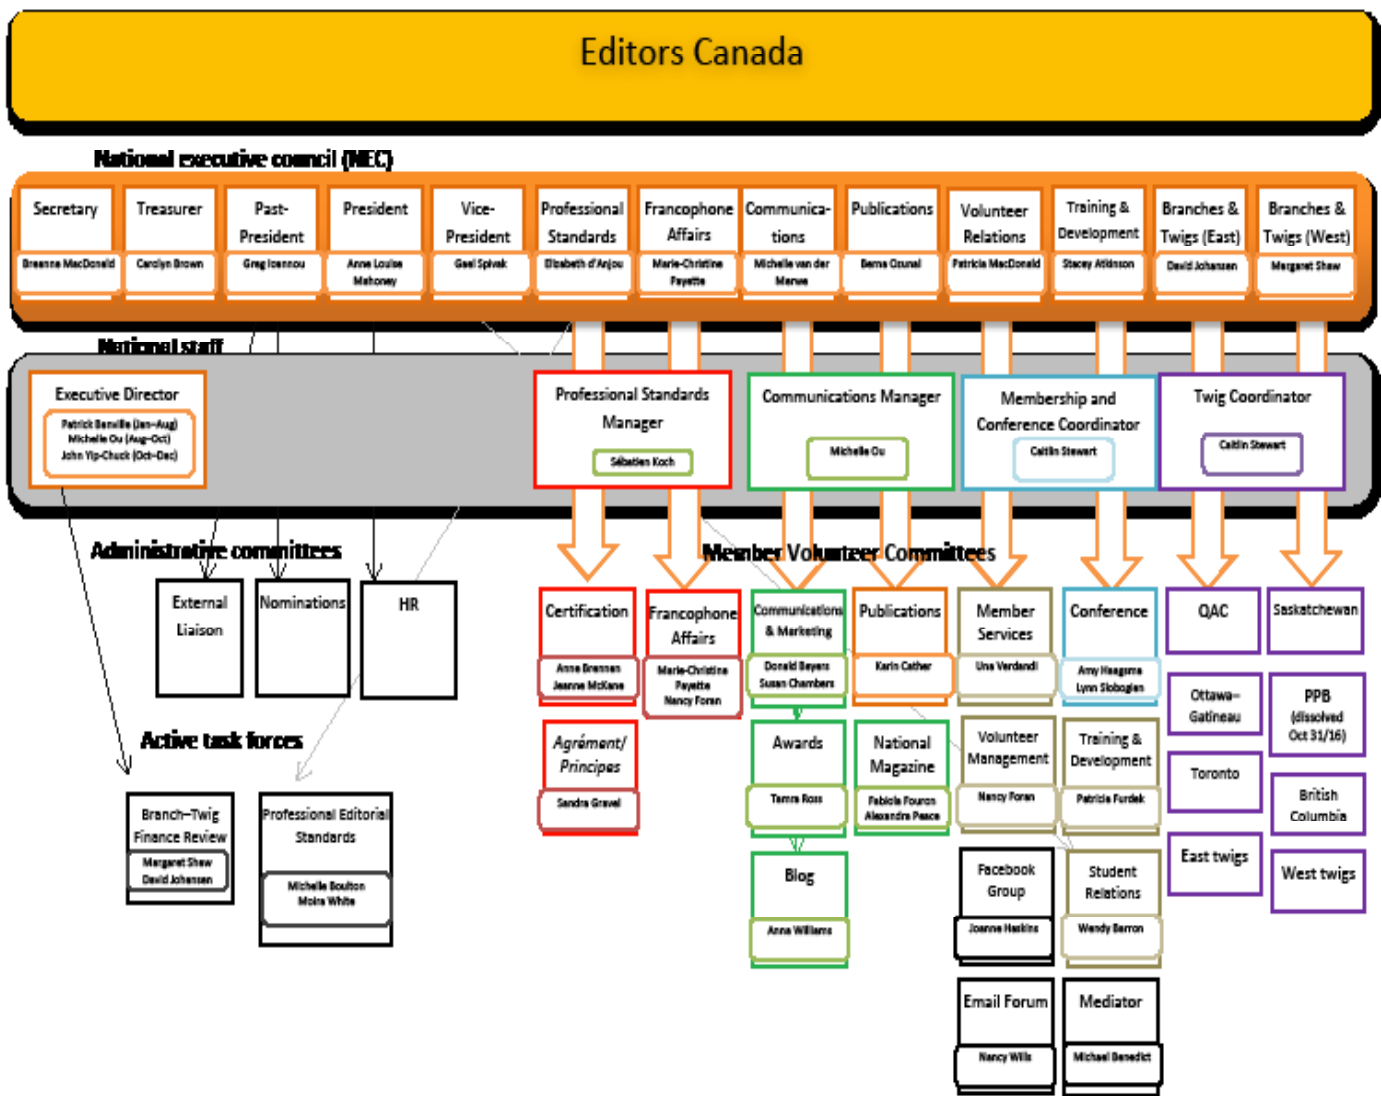 Editors Canada
National executive council (NEC)
Secretary
Breanne MacDonald
Treasurer
Carolyn Brown
Past-
President
Greg Ioannou
President
Anne Louise
Mahoney
Vice-
President
Gael Spivak
Professional
Standards
Elizabeth d'Anjou
Francophone
Affairs
Marie-Christine
Payette
Communica-
tions
Michelle van der
Merwe
Publications
Berna Ozunal
Volunteer
Relations
Patricia MacDonald
Training &
Development
Stacey Atkinson
Branches &
Twigs (East)
David Johansen
Branches &
Twigs (West)
Margaret Shaw
National staff
Executive Director
Patrick Banville (Jan–Aug)
Michelle Ou (Aug–Oct)
John Yip-Chuck (Oct–Dec)
Professional Standards
Manager
Sébatien Koch
Communications Manager
Michelle Ou
Membership and
Conference Coordinator
Caitlin Stewart
Twig Coordinator
Caitlin Stewart
Administrative committees
External
Liaison
Nominations
HR
Active task forces
Branch–Twig
Finance Review
Margaret Shaw
David Johansen
Professional Editorial
Standards
Michelle Boulton
Moira White
Member Volunteer Committees
Certification
Anne Brennan
Jeanne McKane
Agrément/
Principes
Sandra Gravel
Francophone
Affairs
Marie-Christine
Payette
Nancy Foran
Communications
& Marketing
Donald Beyers
Susan Chambers
Awards
Tamra Ross
Blog
Anna Williams
Publications
Karin Cather
National
Magazine
Fabiola Fouron
Alexandra Peace
Member
Services
Una Verdandi
Volunteer
Management
Nancy Foran
Facebook
Group
Joanne Haskins
Email Forum
Nancy Wills
Conference
Amy Haagsma
Lynn Slobogian
Training &
Development
Patricia Furdek
Student
Relations
Wendy Barron
Mediator
Michael Benedict
QAC
Ottawa–
Gatineau
Toronto
East twigs
Saskatchewan
PPB
(dissolved
Oct 31/16)
British
Columbia
West twigs